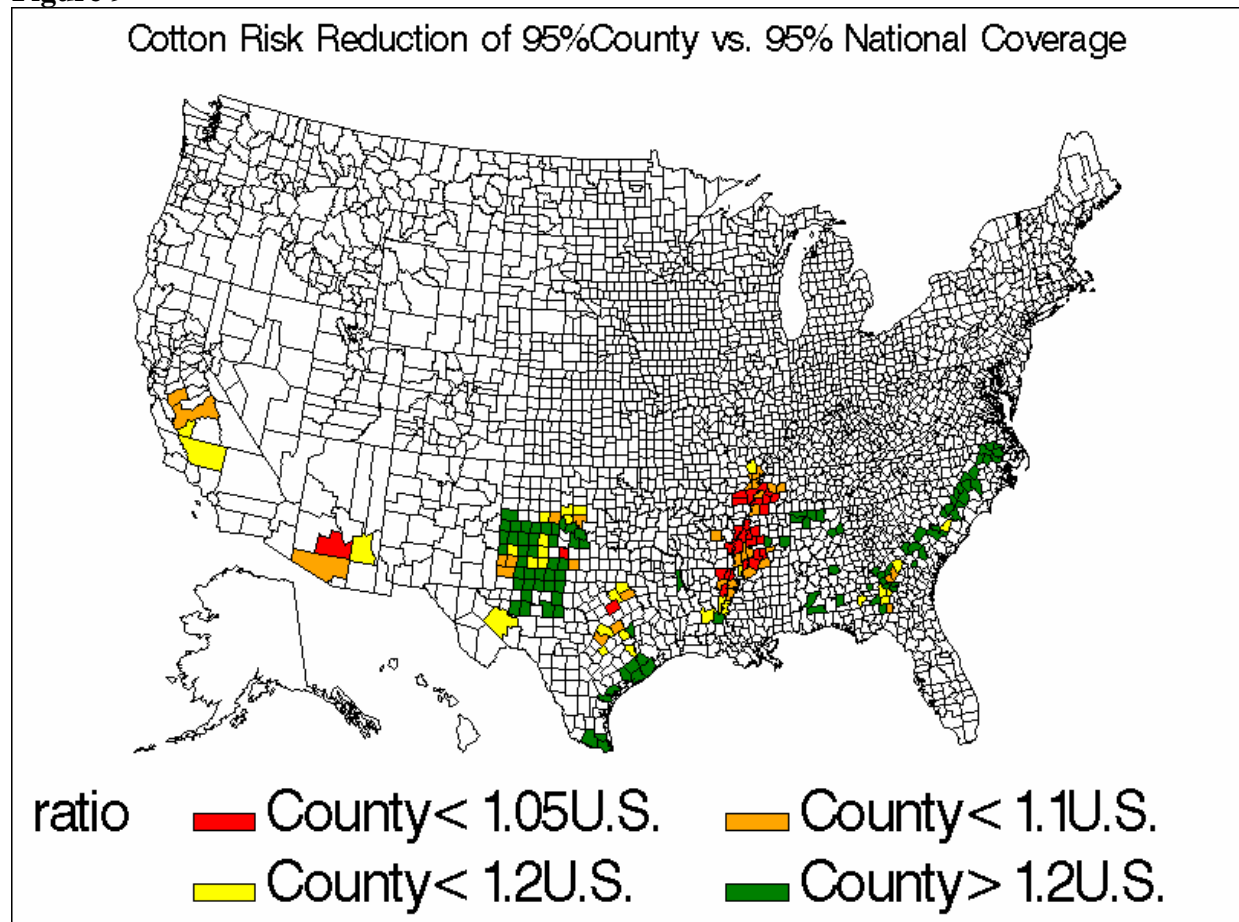 Cotton Risk Reduction of 95%County vs. 95% National Coverage
ratio County< 1.05U.S. County< 1.1U.S.
County< 1.2U.S. County> 1.2U.S.